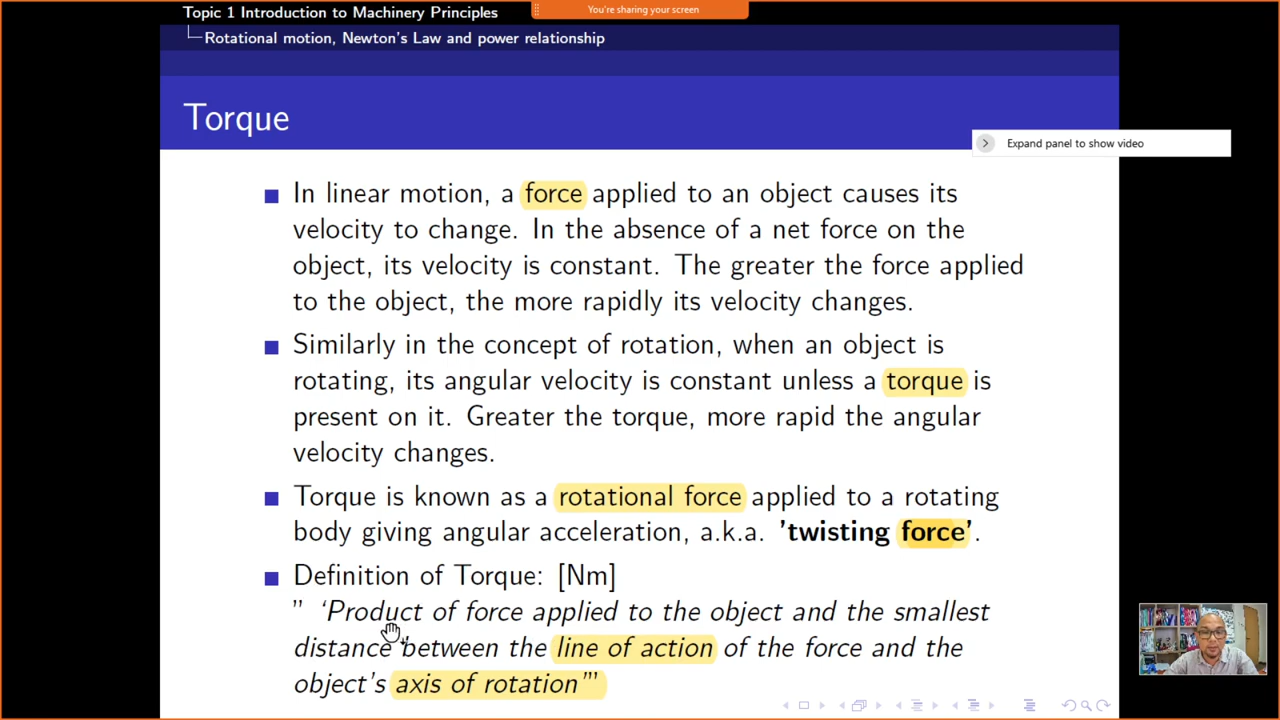 Topic 1 Introduction to Machinery Principles
You're sharing your screen
Rotational motion, Newton's Law and power relationship
Torque
Expand panel to show video
In linear motion, a force applied to an object causes its
velocity to change. In the absence of a net force on the
object, its velocity is constant. The greater the force applied
to the object, the more rapidly its velocity changes.
Similarly in the concept of rotation, when an object is
rotating, its angular velocity is constant unless a torque is
present on it. Greater the torque, more rapid the angular
velocity changes.
Torque is known as a rotational force applied to a rotating
body giving angular acceleration, a.k.a. 'twisting force'.
Definition of Torque: [Nm]
" 'Product of force applied to the object and the smallest
distance between the line of action of the force and the
object's axis of rotation"'